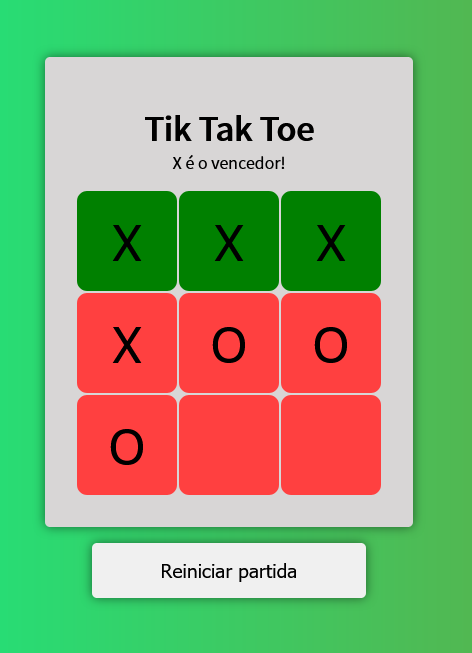 Tik Tak Toe
X é o vencedor!
X X X
X O O
O
Reiniciar partida